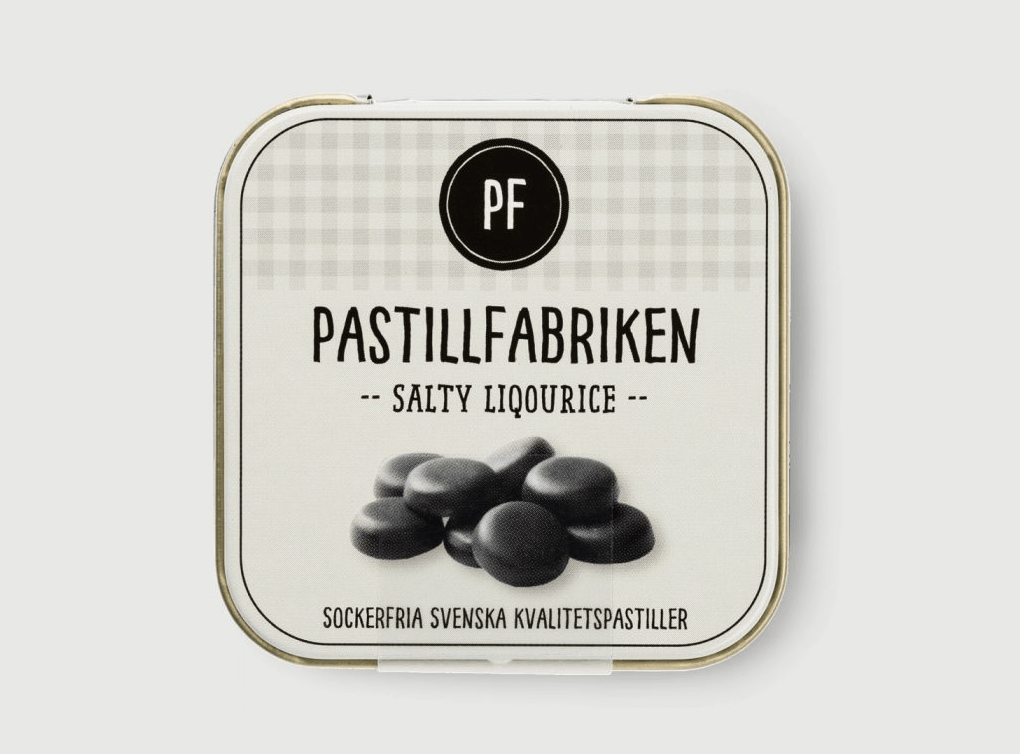 PF
PASTILLFABRIKEN
-- SALTY LIQOURICE --
SOCKERFRIA SVENSKA KVALITETSPASTILLER